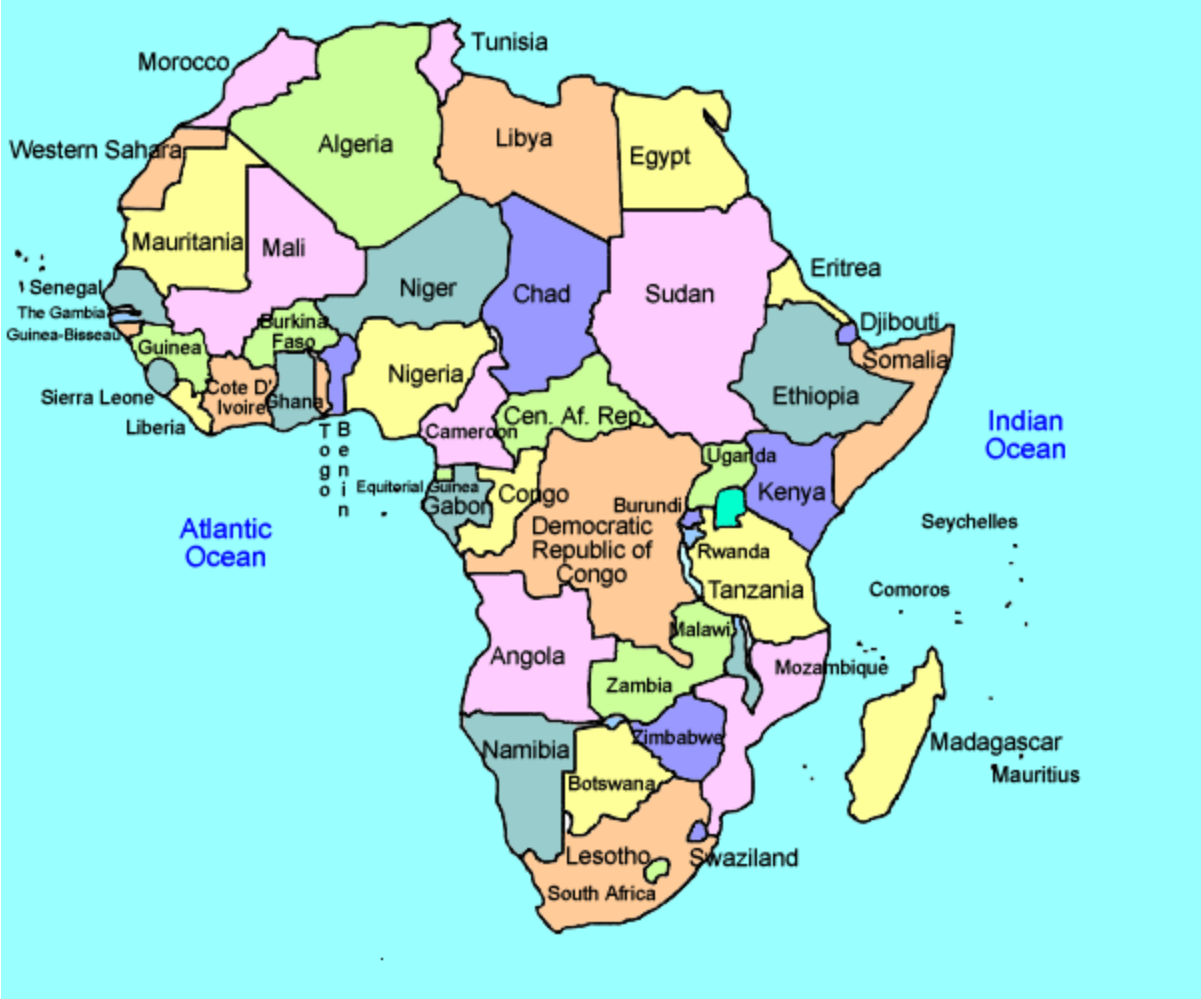 Tunisia
Morocco
Algeria
Libya
Egypt
Western Sahara
Mauritania
Mali
Niger
Chad
Sudan
Eritrea
Senegal
The Gambia
Guinea-Bisseau
Guinea
Burkina
Faso
Djibouti
Somalia
Nigeria
Ethiopia
Sierra Leone
Cote D'
Ivoire
Ghana
Liberia
Togo
Benin
Cen. Af. Rep.
Cameroon
Indian
Ocean
Uganda
Kenya
Equiterial Guinea
Gabon
Congo
Burundi
Democratic
Republic of
Congo
Atlantic
Ocean
Seychelles
Rwanda
Tanzania
Comoros
Malawi
Angola
Mozambique
Zambia
Namibia
Zimbabwe
Madagascar
Mauritius
Botswana
Lesotho
Swaziland
South Africa